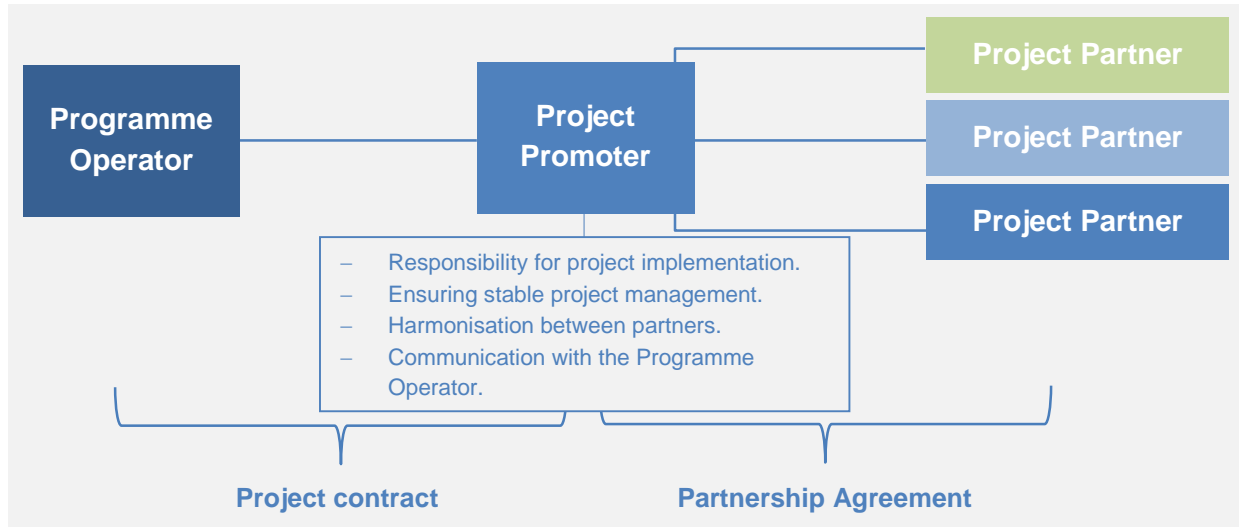 Programme
Operator
Project
Promoter
Project Partner
Project Partner
Project Partner
– Responsibility for project implementation.
– Ensuring stable project management.
– Harmonisation between partners.
– Communication with the Programme
Operator.
Project contract
Partnership Agreement